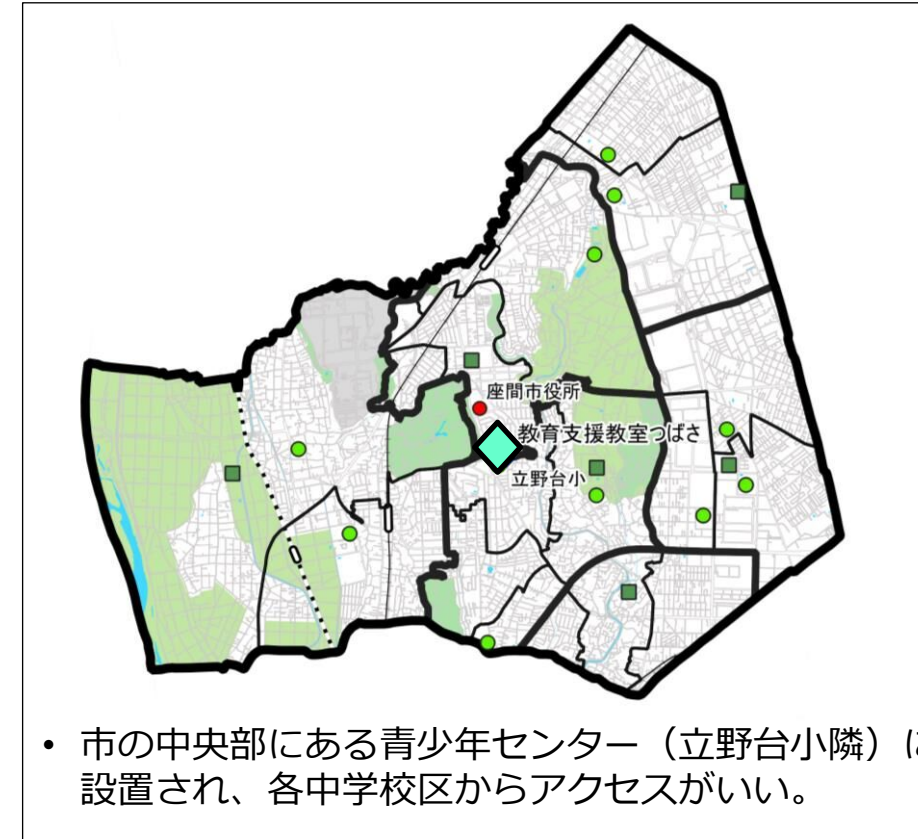 座間市役所
教育支援教室つばさ
立野台小
• 市の中央部にある青少年センター（立野台小隣）に
設置され、各中学校区からアクセスがいい。